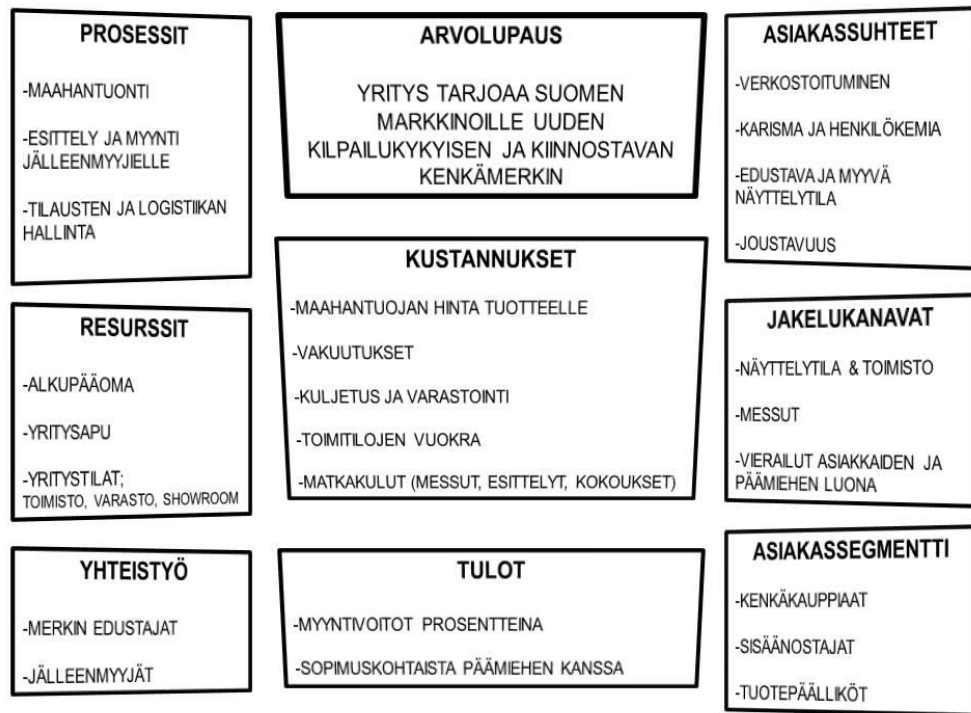 PROSESSIT
-MAAHANTUONTI
-ESITTELY JA MYYNTI
JÄLLEENMYYJIELLE
-TILAUSTEN JA LOGISTIIKAN
HALLINTA
ARVOLUPAUS
YRITYS TARJOAA SUOMEN
MARKKINOILLE UUDEN
KILPAILUKYKYISEN JA KIINNOSTAVAN
KENKÄMERKIN
ASIAKASSUHTEET
-VERKOSTOITUMINEN
-KARISMA JA HENKILÖKEMIA
-EDUSTAVA JA MYYVÄ
NÄYTTELYTILA
-JOUSTAVUUS
RESURSSIT
-ALKUPÄÄOMA
-YRITYSAPU
-YRITYSTILAT;
TOIMISTO, VARASTO, SHOWROOM
KUSTANNUKSET
-MAAHANTUOJAN HINTA TUOTTEELLE
-VAKUUTUKSET
-KULJETUS JA VARASTOINTI
-TOIMITILOJEN VUOKRA
-MATKAKULUT (MESSUT, ESITTELYT, KOKOUKSET)
JAKELUKANAVAT
-NÄYTTELYTILA & TOIMISTO
-MESSUT
-VIERAILUT ASIAKKAIDEN JA
PÄÄMIEHEN LUONA
YHTEISTYÖ
-MERKIN EDUSTAJAT
-JÄLLEENMYYJÄT
TULOT
-MYYNTIVOITOT PROSENTTEINA
-SOPIMUSKOHTAISTA PÄÄMIEHEN KANSSA
ASIAKASSEGMENTTI
-KENKÄKAUPPIAAT
-SISÄÄNOSTAJAT
-TUOTEPÄÄLLIKÖT